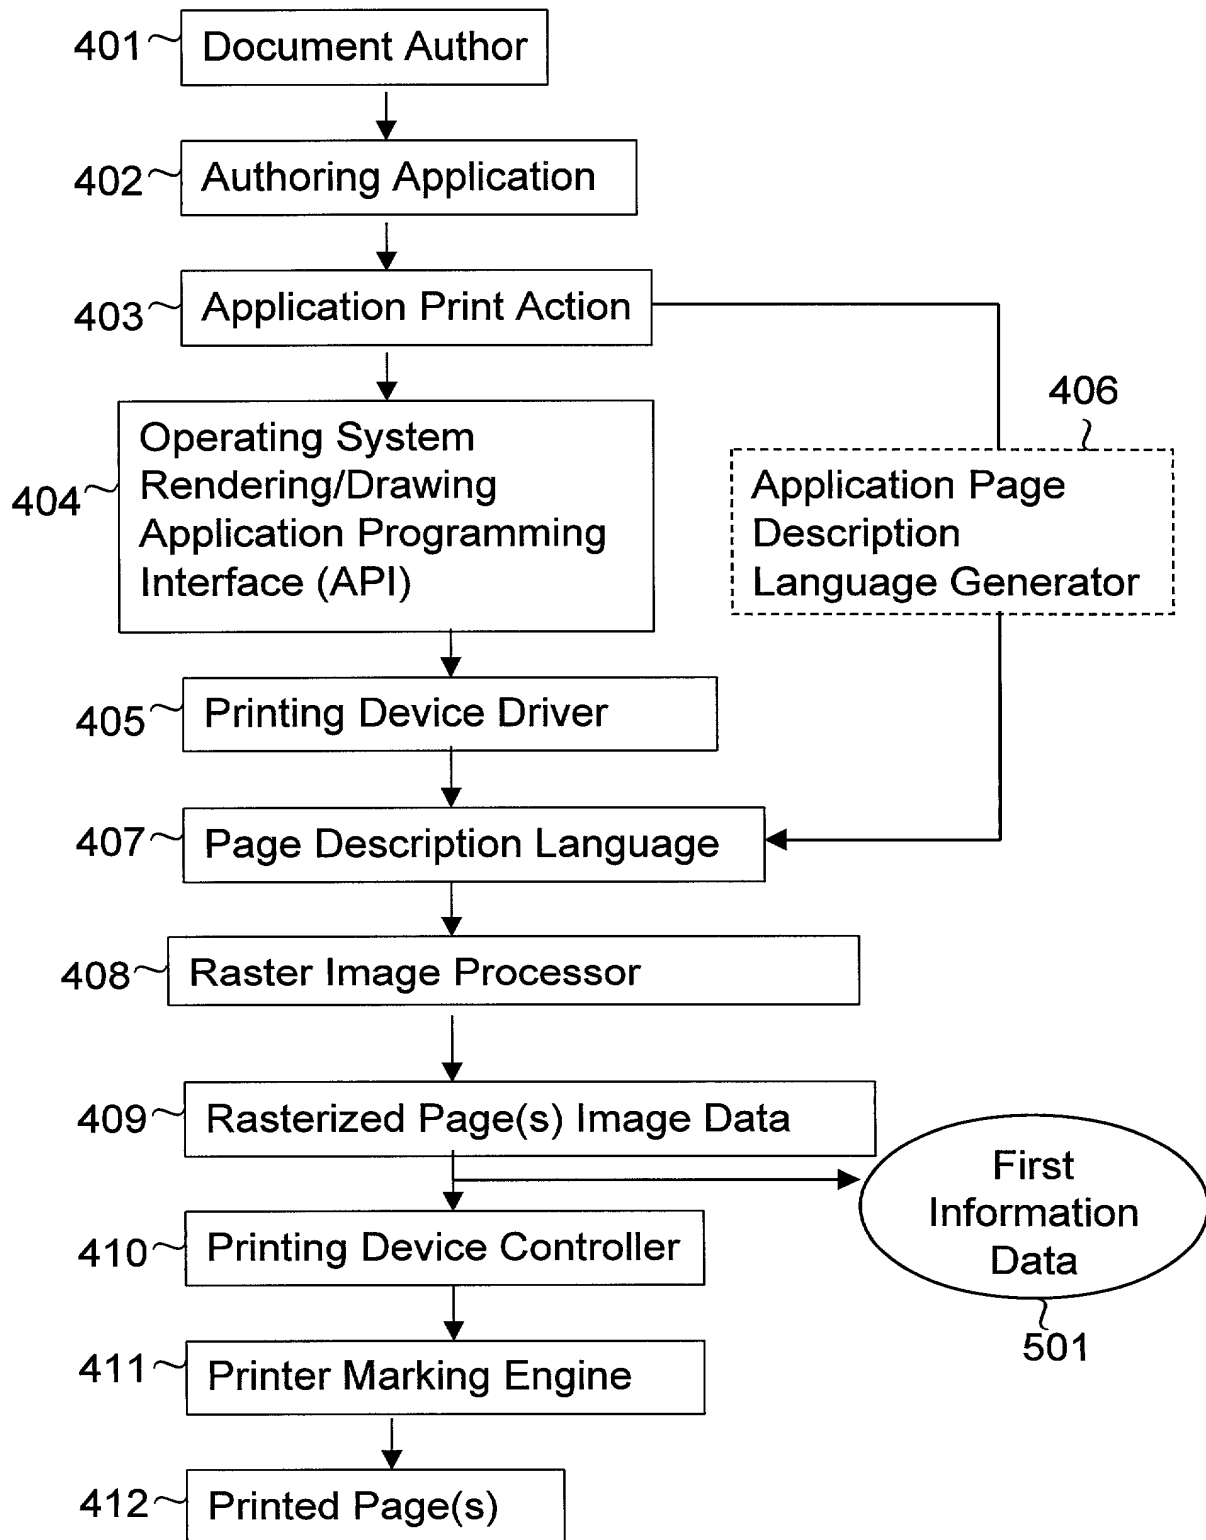 401
Document Author
402
Authoring Application
403
Application Print Action
406
404
Operating System
Rendering/Drawing
Application Programming
Interface (API)
Application Page
Description
Language Generator
405
Printing Device Driver
407
Page Description Language
408
Raster Image Processor
409
Rasterized Page(s) Image Data
First
Information
Data
501
410
Printing Device Controller
411
Printer Marking Engine
412
Printed Page(s)